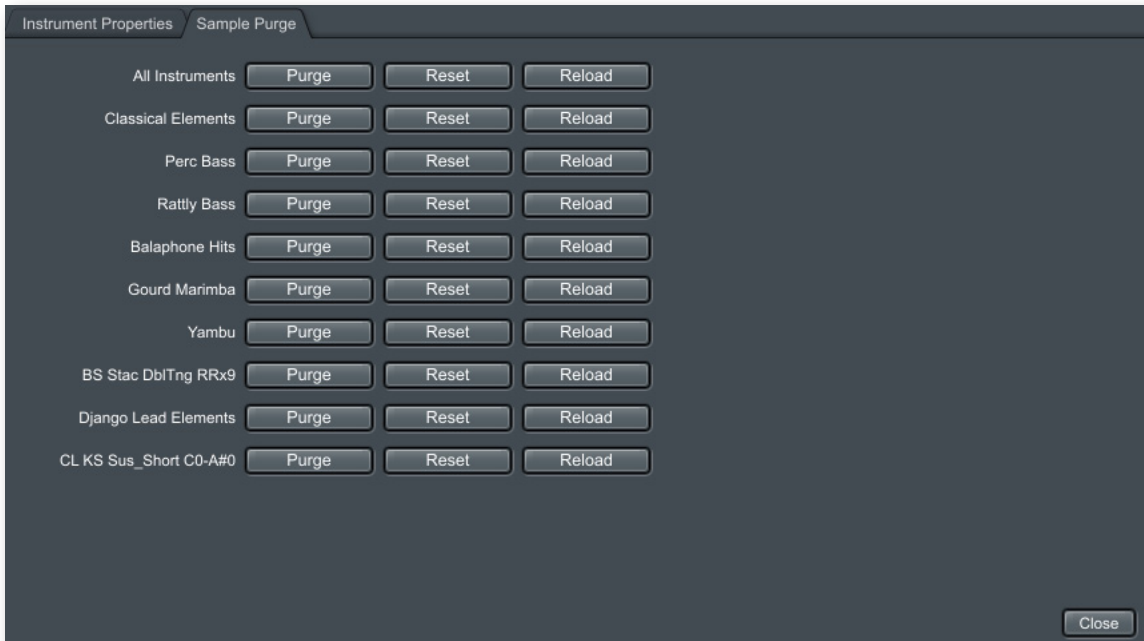 Instrument Properties Sample Purge
All Instruments Purge Reset Reload
Classical Elements Purge Reset Reload
Perc Bass Purge Reset Reload
Rattly Bass Purge Reset Reload
Balaphone Hits Purge Reset Reload
Gourd Marimba Purge Reset Reload
Yambu Purge Reset Reload
BS Stac DblTng RRx9 Purge Reset Reload
Django Lead Elements Purge Reset Reload
CL KS Sus_Short C0-A#0 Purge Reset Reload
Close